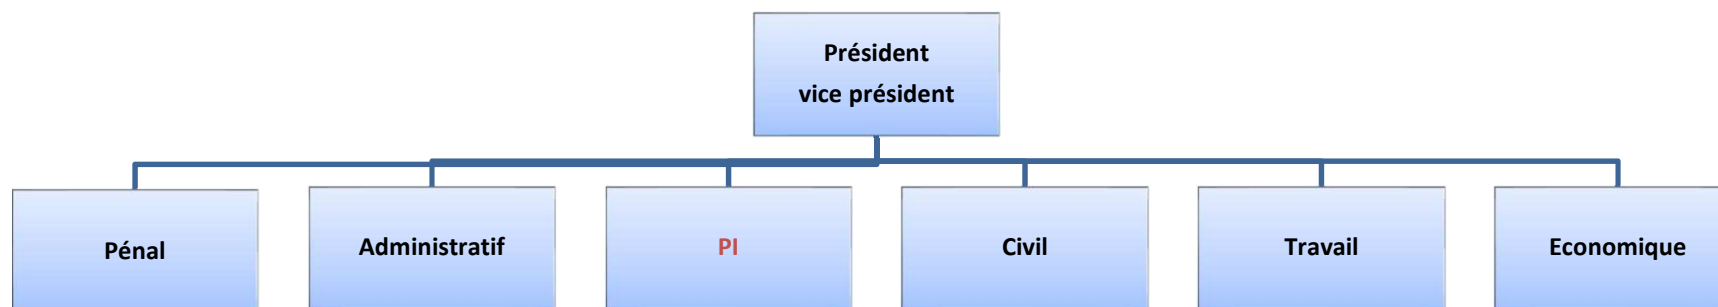 Président
vice président
Pénal
Administratif
PI
Civil
Travail
Economique